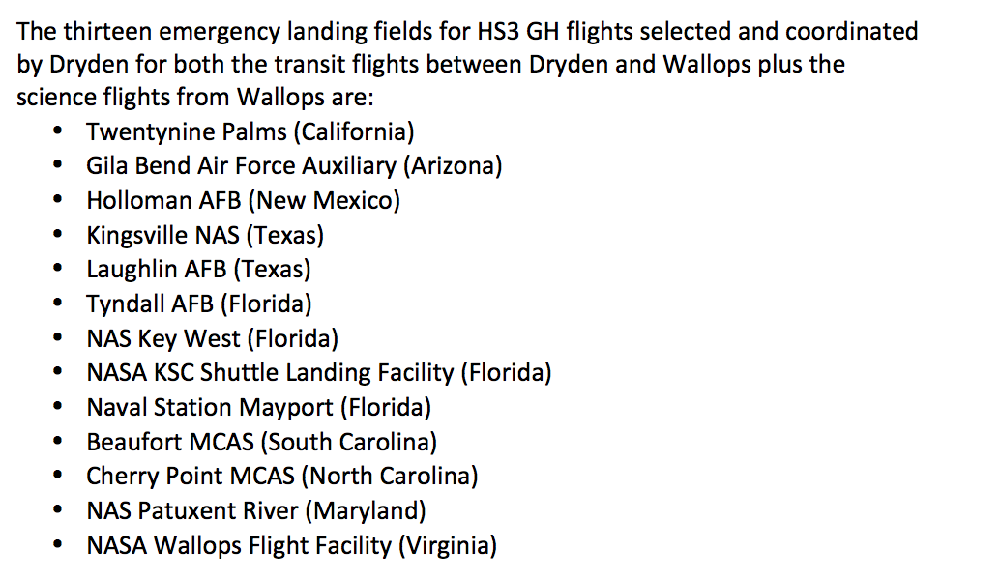 The thirteen emergency landing fields for HS3 GH flights selected and coordinated
by Dryden for both the transit flights between Dryden and Wallops plus the
science flights from Wallops are:
• Twentynine Palms (California)
• Gila Bend Air Force Auxiliary (Arizona)
• Holloman AFB (New Mexico)
• Kingsville NAS (Texas)
• Laughlin AFB (Texas)
• Tyndall AFB (Florida)
• NAS Key West (Florida)
• NASA KSC Shuttle Landing Facility (Florida)
• Naval Station Mayport (Florida)
• Beaufort MCAS (South Carolina)
• Cherry Point MCAS (North Carolina)
• NAS Patuxent River (Maryland)
• NASA Wallops Flight Facility (Virginia)